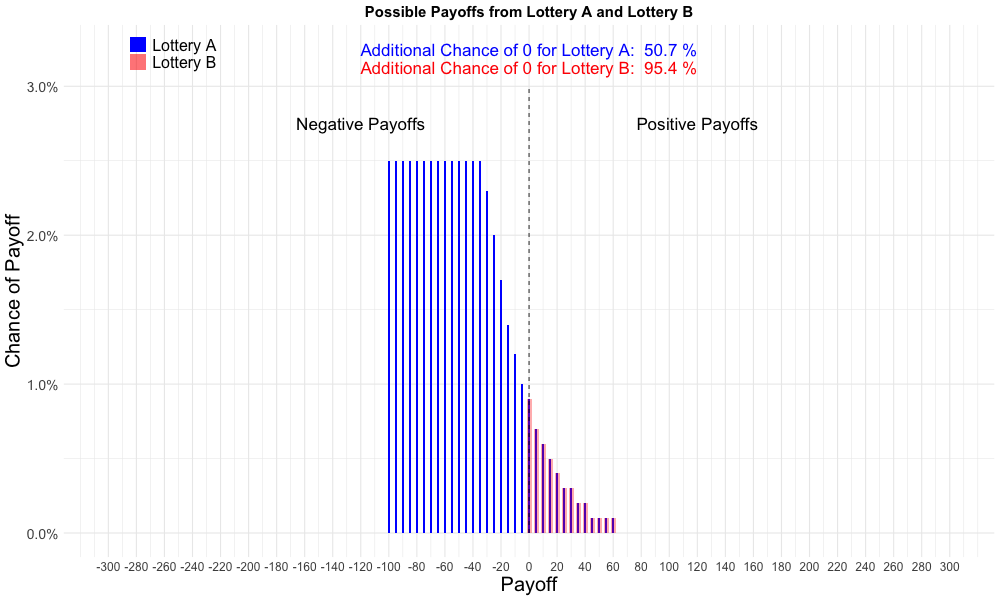 Possible Payoffs from Lottery A and Lottery B
Lottery A
Lottery B
Additional Chance of 0 for Lottery A: 50.7 %
Additional Chance of 0 for Lottery B: 95.4 %
Negative Payoffs
Positive Payoffs
Chance of Payoff
3.0%
2.0%
1.0%
0.0%
-300 -280 -260 -240 -220 -200 -180 -160 -140 -120 -100 -80 -60 -40 -20 0 20 40 60 80 100 120 140 160 180 200 220 240 260 280 300
Payoff